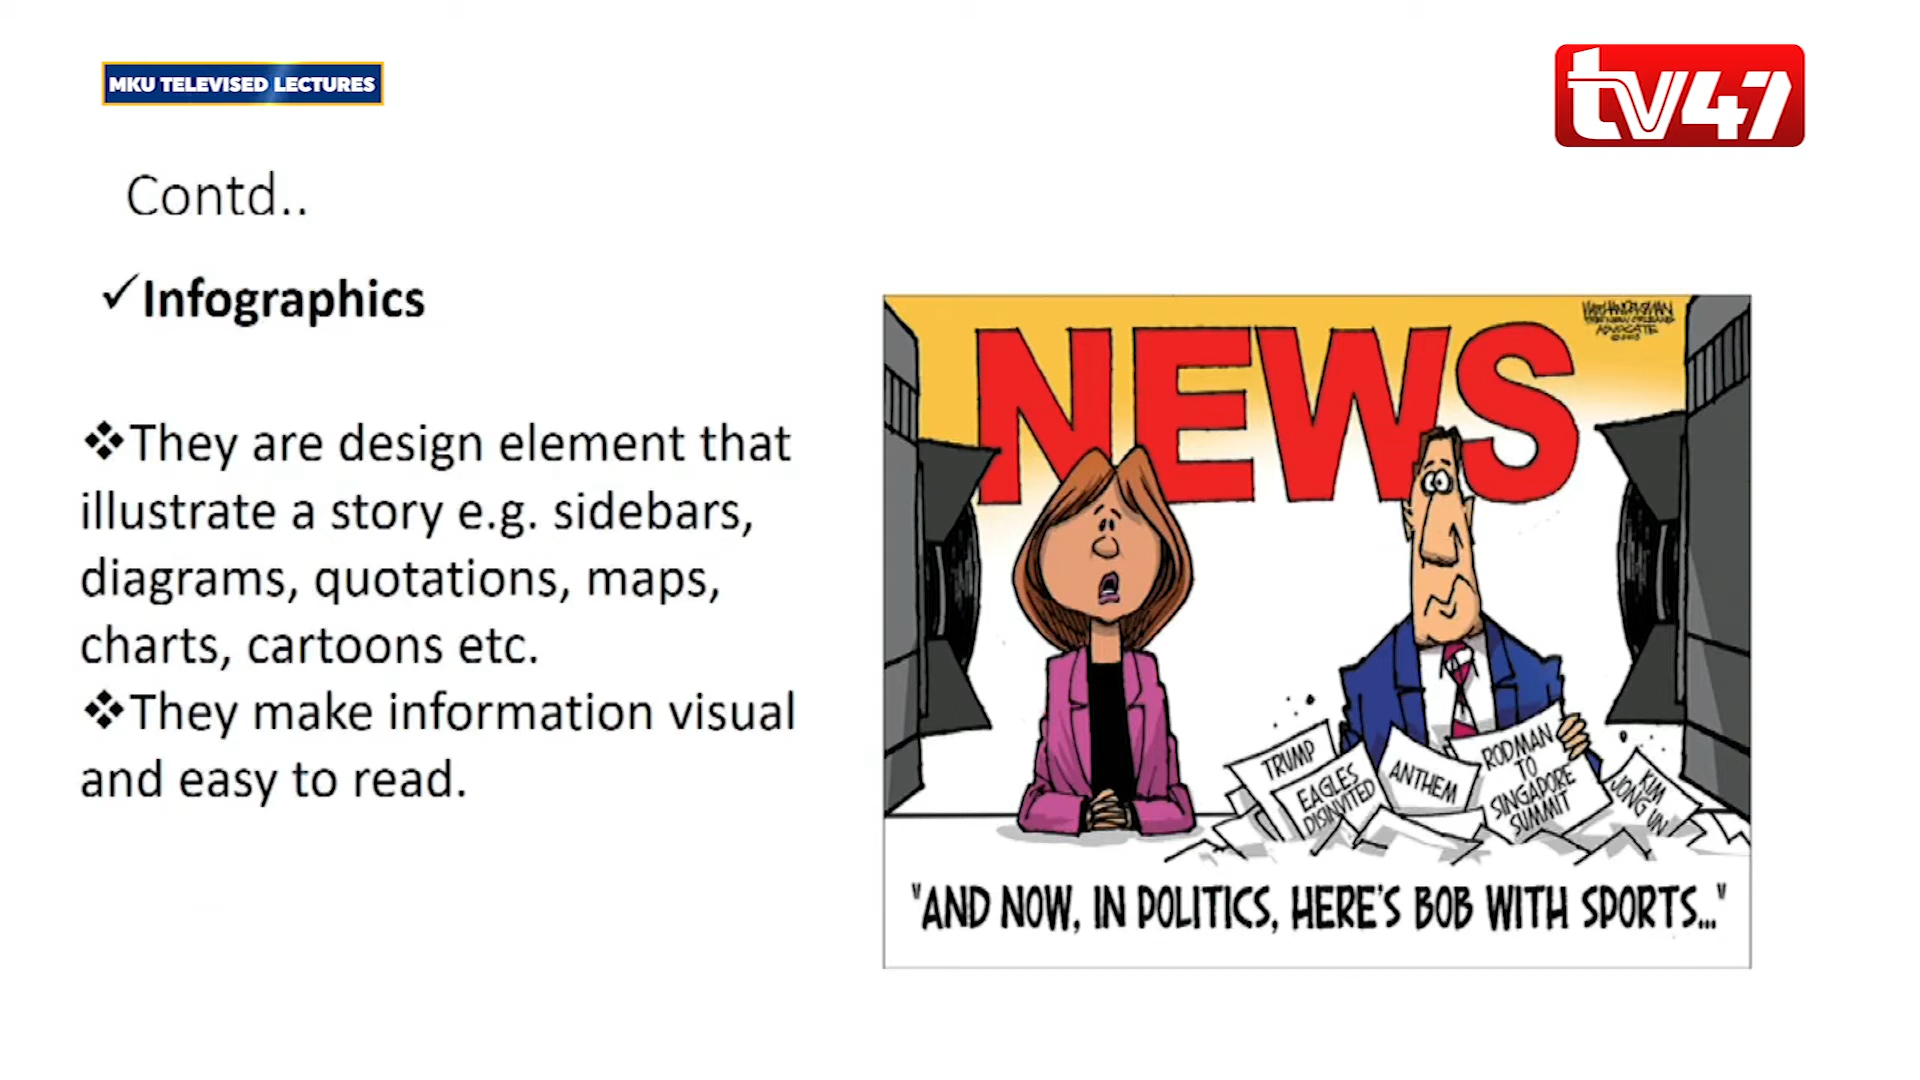 MKU TELEVISED LECTURES
tv47
Contd..
✓Infographics
❖They are design element that
illustrate a story e.g. sidebars,
diagrams, quotations, maps,
charts, cartoons etc.
❖They make information visual
and easy to read.
NEWS
ADVOCATE
TRUMP
EAGLES
DISINVITED
ANTHEM
RODMAN
TO
SINGAPORE
SUMMIT
KIM
JONG UN
"AND NOW, IN POLITICS, HERE'S BOB WITH SPORTS..."